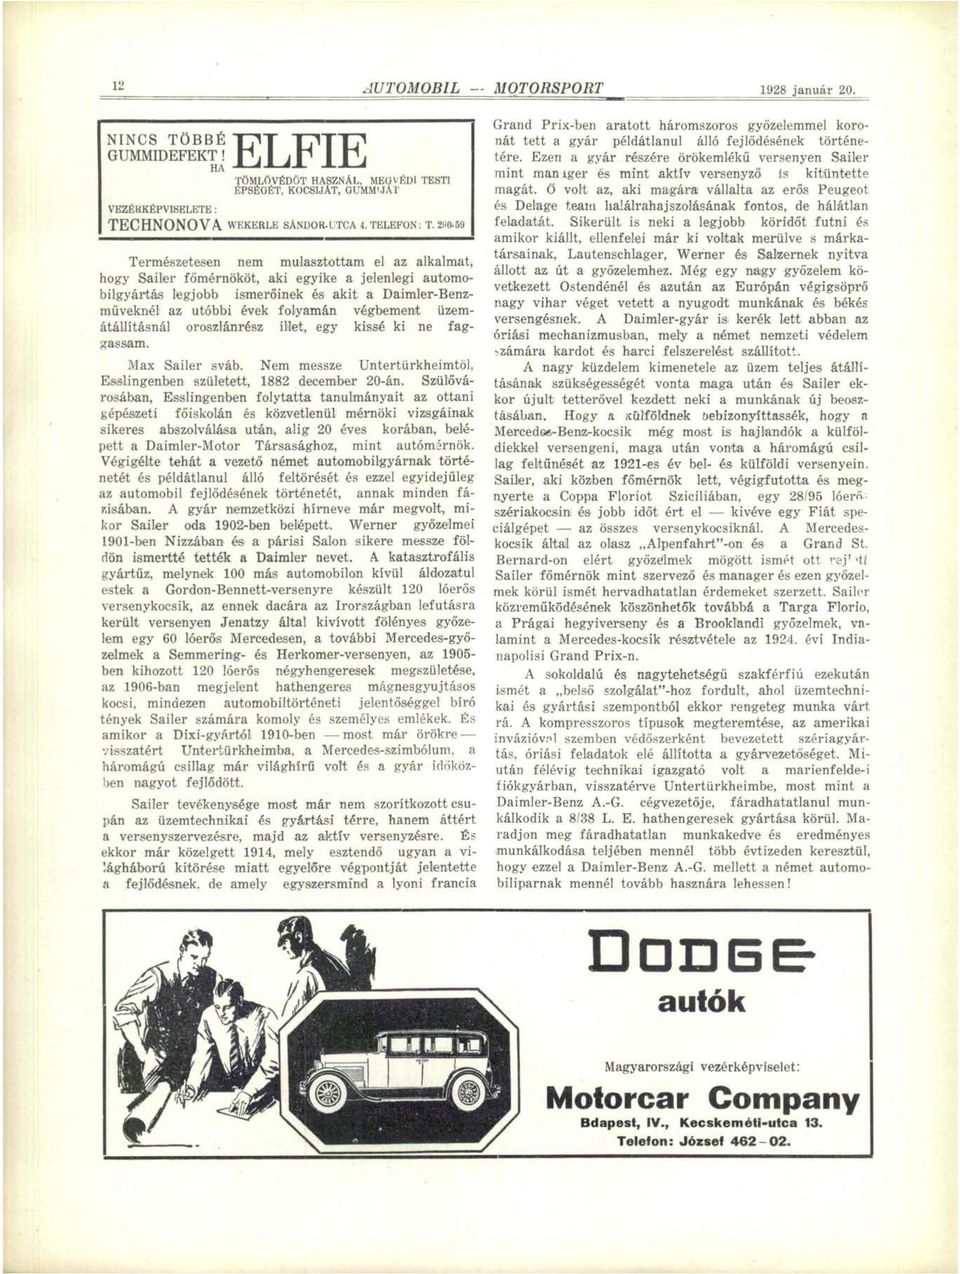 12
AUTOMOBIL -- MOTORSPORT
1928 január 20.
NINCS TÖBBÉ
GUMMIDEFEKT!
HA
ELFIE
TÖMLŐVÉDŐT HASZNÁL, MEGVÉDI TESTI
ÉPSÉGÉT, KOCSIJÁT, GUMMIJÁT
VEZÉRKÉPVISELETE:
TECHNONOVA WEKERLE SÁNDOR-UTCA 4. TELEFON: T. 290-59
Természetesen nem mulasztottam el az alkalmat,
hogy Sailer főmérnököt, aki egyike a jelenlegi automo-
bilgyártás legjobb ismerőinek és akit a Daimler-Benz-
műveknél az utóbbi évek folyamán végbement üzem-
átállításnál oroszlánrész illet, egy kissé ki ne fag-
gassam.
Max Sailer sváb. Nem messze Untertürkheimtől,
Esslingenben született, 1882 december 20-án. Szülővá-
rosában, Esslingenben folytatta tanulmányait az ottani
gépészeti főiskolán és közvetlenül mérnöki vizsgáinak
sikeres abszolválása után, alig 20 éves korában, belé-
pett a Daimler-Motor Társasághoz, mint autómérnök.
Végigélte tehát a vezető német automobilgyárnak törté-
netét és példátlanul álló feltörését és ezzel egyidejűleg
az automobil fejlődésének történetét, annak minden fá-
zisában. A gyár nemzetközi hírneve már megvolt, mi-
kor Sailer oda 1902-ben belépett. Werner győzelmei
1901-ben Nizzában és a párisi Salon sikere messze föl-
dön ismertté tették a Daimler nevet. A katasztrofális
gyártűz, melynek 100 más automobilon kívül áldozatul
estek a Gordon-Bennett-versenyre készült 120 lóerős
versenykocsik, az ennek dacára az Irországban lefutásra
került versenyen Jenatzy által kivívott fölényes győze-
lem egy 60 lóerős Mercedesen, a további Mercedes-győ-
zelmek a Semmering- és Herkomer-versenyen, az 1905-
ben kihozott 120 lóerős négyhengeresek megszületése,
az 1906-ban megjelent hathengeres mágnesgyujtásos
kocsi, mindezen automobiltörténeti jelentőséggel bíró
tények Sailer számára komoly és személyes emlékek. És
amikor a Dixi-gyártól 1910-ben — most már örökre —
visszatért Untertürkheimba, a Mercedes-szimbólum, a
háromágú csillag már világhírű volt és a gyár időköz-
ben nagyot fejlődött.
Sailer tevékenysége most már nem szorítkozott csu-
pán az üzemtechnikai és gyártási térre, hanem áttért
a versenyszervezésre, majd az aktív versenyzésre. És
ekkor már közelgett 1914, mely esztendő ugyan a vi-
lágháború kitörése miatt egyelőre végpontját jelentette
a fejlődésnek, de amely egyszersmind a lyoni francia
Grand Prix-ben aratott háromszoros győzelemmel koro-
nát tett a gyár példátlanul álló fejlődésének történe-
tére. Ezen a gyár részére örökemlékű versenyen Sailer
mint manager és mint aktív versenyző is kitüntette
magát. Ő volt az, aki magára vállalta az erős Peugeot
és Delage team halálrahajszolásának fontos, de hálátlan
feladatát. Sikerült is neki a legjobb köridőt futni és
amikor kiállt, ellenfelei már ki voltak merülve s márka-
társainak, Lautenschlager, Werner és Salzernek nyitva
állott az út a győzelemhez. Még egy nagy győzelem kö-
vetkezett Ostendénél és azután az Európán végigsöprő
nagy vihar véget vetett a nyugodt munkának és békés
versengésnek. A Daimler-gyár is kerék lett abban az
óriási mechanizmusban, mely a német nemzeti véderem
számára kardot és harci felszerelést szállított.
A nagy küzdelem kimenetele az üzem teljes átállí-
tásának szükségességét vonta maga után és Sailer ek-
kor újult tetterővel kezdett neki a munkának új beosz-
tásában. Hogy a külföldnek bebizonyíttassék, hogy a
Mercedes-Benz-kocsik még most is hajlandók a külföl-
diekkel versengeni, maga után vonta a háromágú csil-
lag feltűnését az 1921-es év bel- és külföldi versenyein.
Sailer, aki közben főmérnök lett, végigfutotta és meg-
nyerte a Coppa Floriot Sziciliában, egy 28/95 lóerő-
szériakocsin és jobb időt ért el — kivéve egy Fiát spe-
ciálgépet — az összes versenykocsiknál. A Mercedes-
kocsik által az olasz „Alpenfahrt”-on és a Grand St.
Bernard-on elért győzelmek mögött ismét ott
Sailer főmérnök mint szervező és manager és ezen győzel-
mek körül ismét hervadhatatlan érdemeket szerzett. Sailer
közreműködésének köszönhetők továbbá a Targa Florio,
a Prágai hegyiverseny és a Brooklandi győzelmek, va-
lamint a Mercedes-kocsik résztvétele az 1924. évi India-
napolisi Grand Prix-n.
A sokoldalú és nagytehetségű szakférfiú ezekután
ismét a „belső szolgálat”-hoz fordult, ahol üzemtechni-
kai és gyártási szempontból ekkor rengeteg munka várt
rá. A kompresszoros típusok megteremtése, az amerikai
invázióval szemben védőszerként bevezetett szériagyár-
tás, óriási feladatok elé állította a gyárvezetőséget. Mi-
után félévig technikai igazgató volt a marienfelde-i
fiókgyárban, visszatérve Untertürkheimbe, most mint a
Daimler-Benz A.-G. cégvezetője, fáradhatatlanul mun-
kálkodik a 8/38 L. E. hathengeresek gyártása körül. Ma-
radjon meg fáradhatatlan munkakedve és eredményes
munkálkodása teljében mennél több évtizeden keresztül,
hogy ezzel a Daimler-Benz A.-G. mellett a német automo-
biliparnak mennél tovább hasznára lehessen!
DODGE
autók
Magyarországi vezérképviselet:
Motorcar Company
Bdapest, IV., Kecskeméti-utca 13.
Telefon: József 462-02.